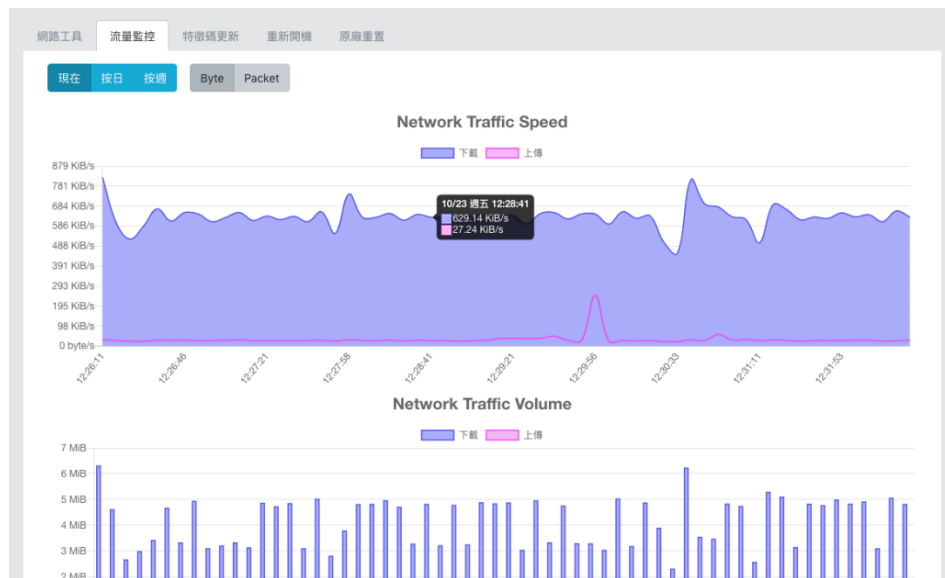 網路工具 流量監控 特徵碼更新 重新開機 原廠重置
現在 按日 按週 Byte Packet
Network Traffic Speed
下載 上傳
879 KiB/s
781 KiB/s
684 KiB/s
586 KiB/s
488 KiB/s
391 KiB/s
293 KiB/s
195 KiB/s
98 KiB/s
0 byte/s
10/23 週五 12:28:41
629.14 KiB/s
27.24 KiB/s
12:26:11 12:26:46 12:27:21 12:27:58 12:28:41 12:29:21 12:29:56 12:30:33 12:31:11 12:31:53
Network Traffic Volume
下載 上傳
7 MiB
6 MiB
5 MiB
4 MiB
3 MiB
2 MiB